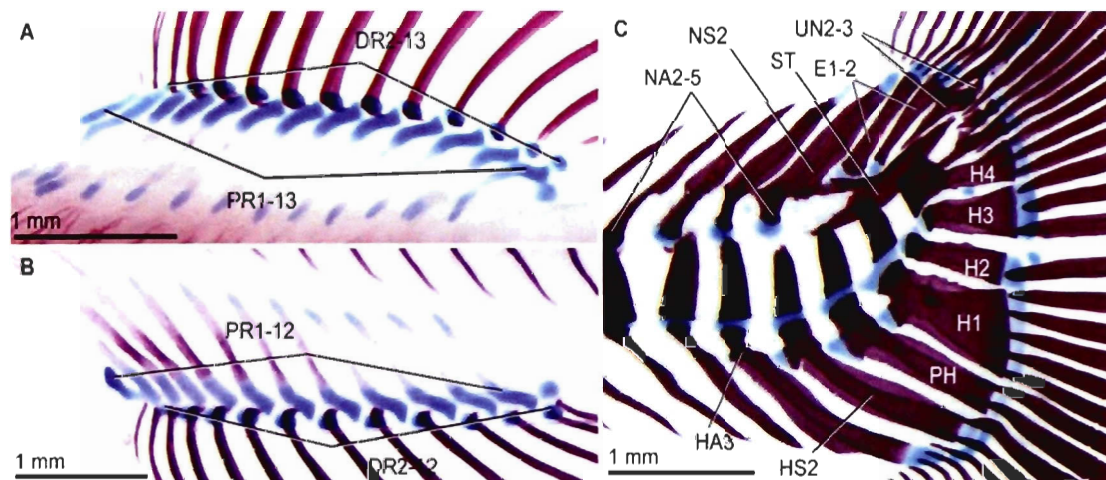 A
DR2-13
PR1-13
1 mm
B
PR1-12
DR2-12
1 mm
C
NS2
UN2-3
ST
E1-2
NA2-5
H4
H3
H2
H1
PH
HA3
HS2
1 mm